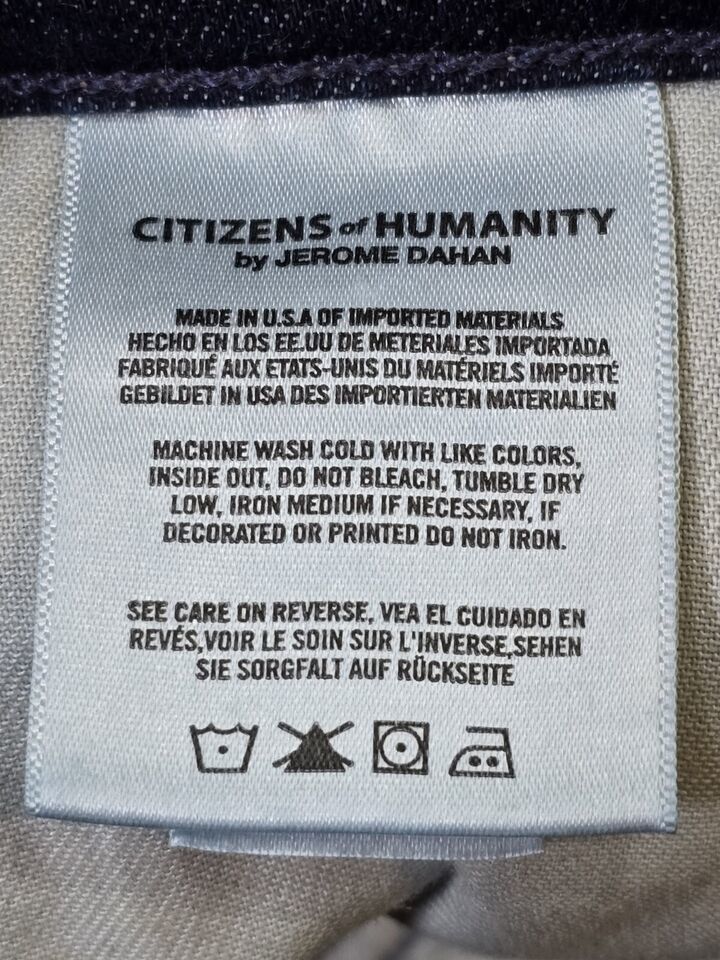 CITIZENS of HUMANITY
by JEROME DAHAN
MADE IN U.S.A OF IMPORTED MATERIALS
HECHO EN LOS EE.UU DE METERIALES IMPORTADA
FABRIQUÉ AUX ETATS-UNIS DU MATÉRIELS IMPORTÉ
GEBILDET IN USA DES IMPORTIERTEN MATERIALIEN
MACHINE WASH COLD WITH LIKE COLORS,
INSIDE OUT, DO NOT BLEACH, TUMBLE DRY
LOW, IRON MEDIUM IF NECESSARY, IF
DECORATED OR PRINTED DO NOT IRON.
SEE CARE ON REVERSE, VEA EL CUIDADO EN
REVÉS,VOIR LE SOIN SUR L'INVERSE,SEHEN
SIE SORGFALT AUF RÜCKSEITE